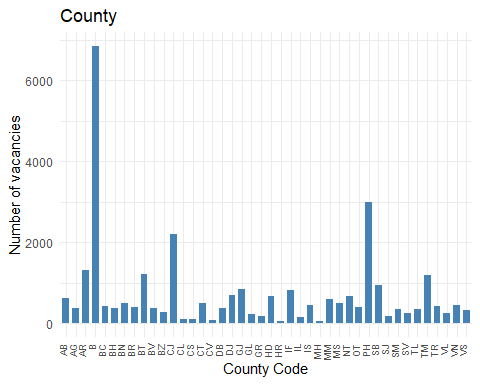 County
Number of vacancies
6000
4000
2000
0
AB AG AR B BC BH BN BR BT BV BZ CJ CL CS CT CV DB DJ GJ GL GR HD HR IF IL IS MH MM MS NT OT PH SB SJ SM SV TL TM TR VL VN VS
County Code